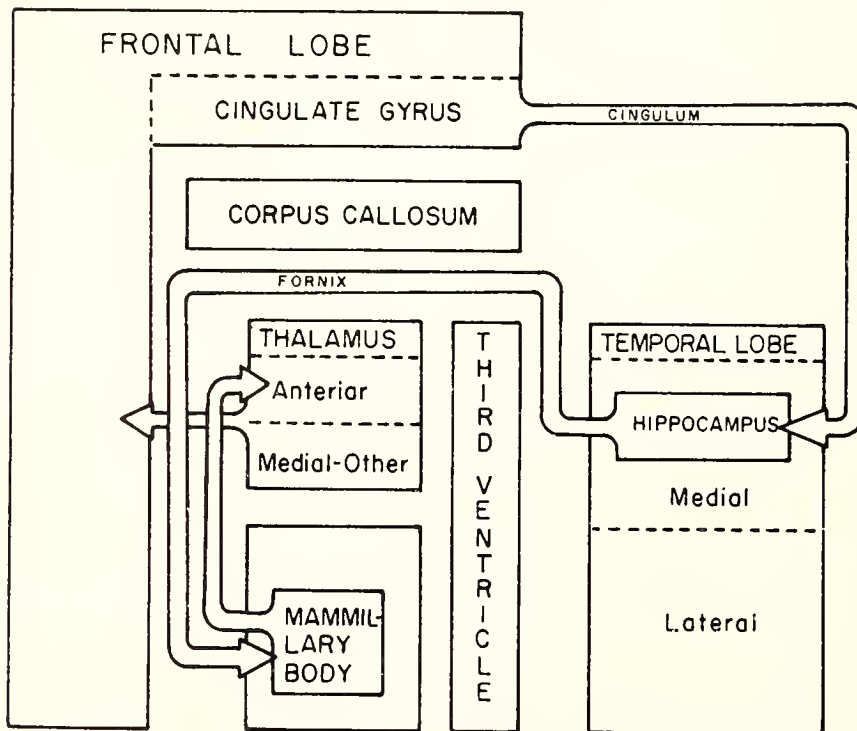 FRONTAL LOBE
CINGULATE GYRUS
CINGULUM
CORPUS CALLOSUM
FORNIX
THALAMUS
Anteriar
Medial-Other
THIRD VENTRICLE
TEMPORAL LOBE
HIPPOCAMPUS
Medial
Lateral
MAMMIL-
LARY
BODY